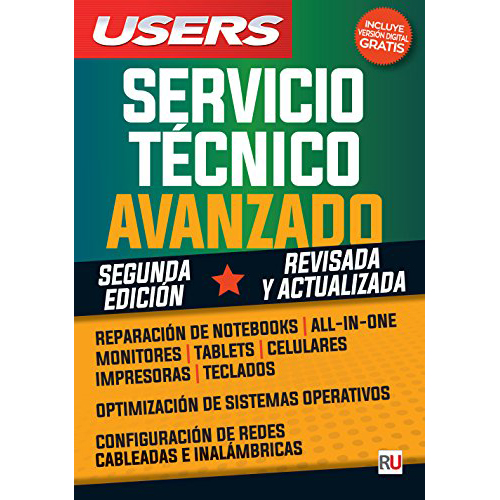 USERS
INCLUYE
VERSIÓN DIGITAL
GRATIS
SERVICIO
TÉCNICO
AVANZADO
SEGUNDA
EDICIÓN
REVISADA
Y ACTUALIZADA
REPARACIÓN DE NOTEBOOKS | ALL-IN-ONE
MONITORES | TABLETS | CELULARES
IMPRESORAS | TECLADOS
OPTIMIZACIÓN DE SISTEMAS OPERATIVOS
CONFIGURACIÓN DE REDES
CABLEADAS E INALÁMBRICAS
RU